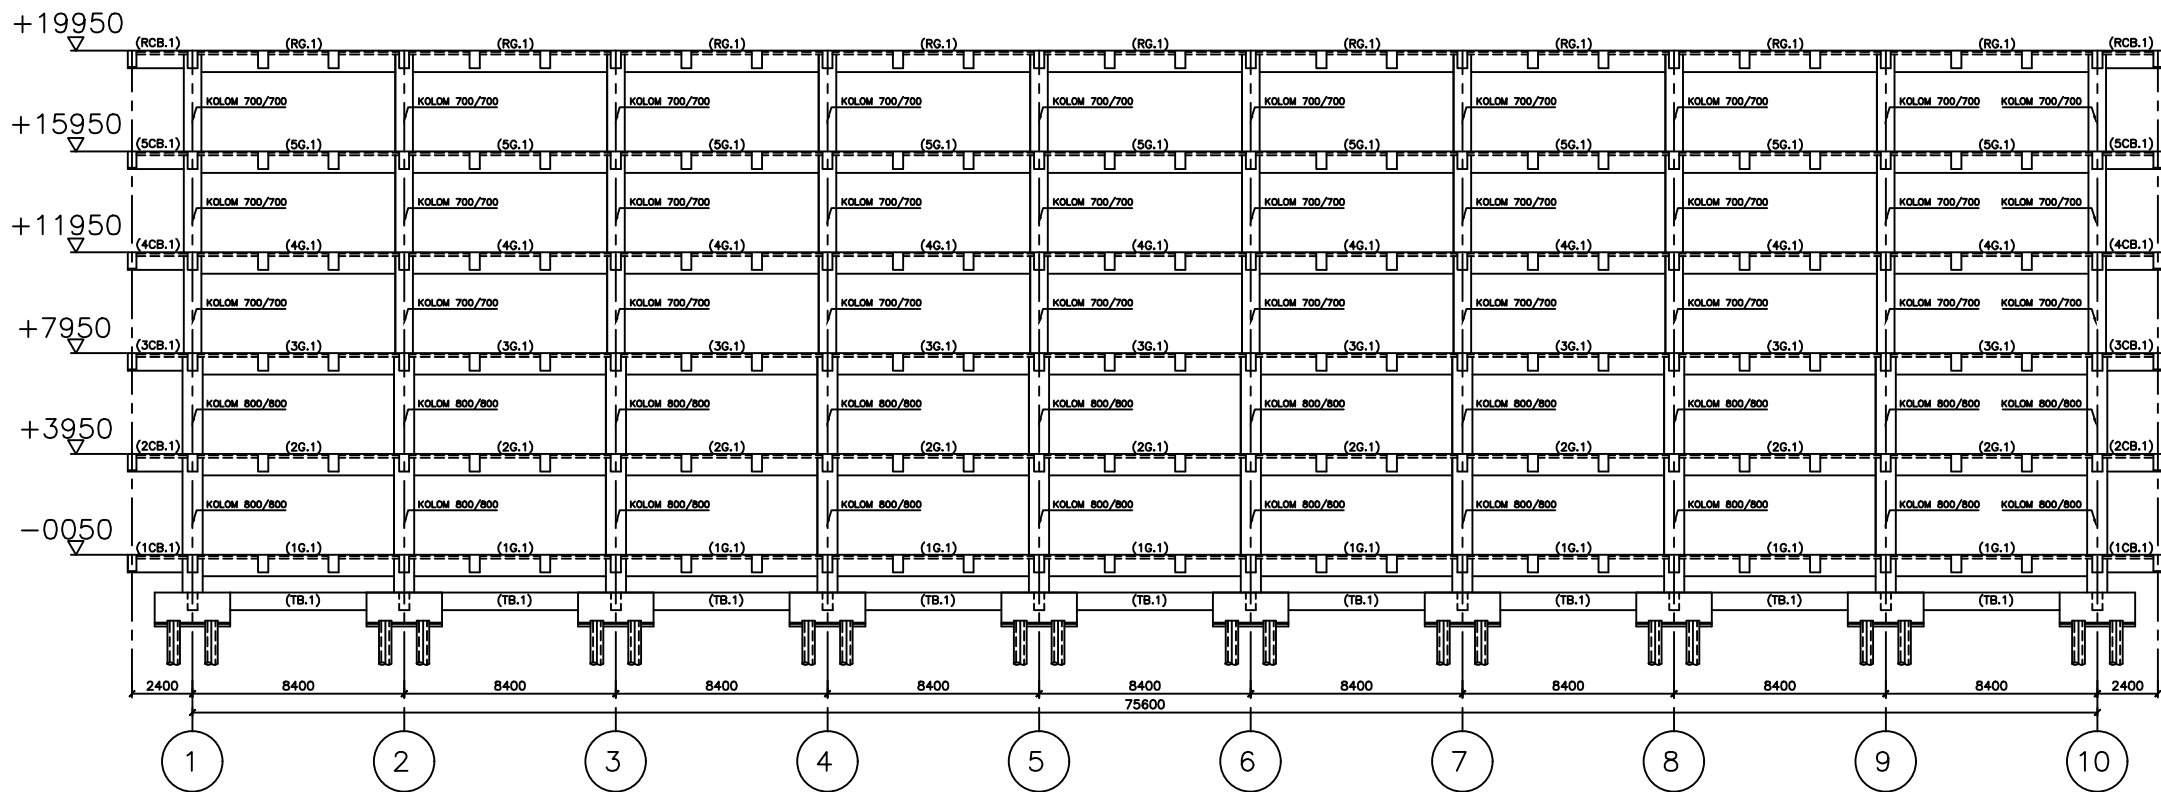 +19950
(RCB.1) (RG.1) (RG.1) (RG.1) (RG.1) (RG.1) (RG.1) (RG.1) (RG.1) (RG.1) (RCB.1)
KOLOM 700/700 KOLOM 700/700 KOLOM 700/700 KOLOM 700/700 KOLOM 700/700 KOLOM 700/700 KOLOM 700/700 KOLOM 700/700 KOLOM 700/700 KOLOM 700/700
+15950
(5CB.1) (5G.1) (5G.1) (5G.1) (5G.1) (5G.1) (5G.1) (5G.1) (5G.1) (5G.1) (5CB.1)
KOLOM 700/700 KOLOM 700/700 KOLOM 700/700 KOLOM 700/700 KOLOM 700/700 KOLOM 700/700 KOLOM 700/700 KOLOM 700/700 KOLOM 700/700 KOLOM 700/700
+11950
(4CB.1) (4G.1) (4G.1) (4G.1) (4G.1) (4G.1) (4G.1) (4G.1) (4G.1) (4G.1) (4CB.1)
KOLOM 700/700 KOLOM 700/700 KOLOM 700/700 KOLOM 700/700 KOLOM 700/700 KOLOM 700/700 KOLOM 700/700 KOLOM 700/700 KOLOM 700/700 KOLOM 700/700
+7950
(3CB.1) (3G.1) (3G.1) (3G.1) (3G.1) (3G.1) (3G.1) (3G.1) (3G.1) (3G.1) (3CB.1)
KOLOM 800/800 KOLOM 800/800 KOLOM 800/800 KOLOM 800/800 KOLOM 800/800 KOLOM 800/800 KOLOM 800/800 KOLOM 800/800 KOLOM 800/800 KOLOM 800/800
+3950
(2CB.1) (2G.1) (2G.1) (2G.1) (2G.1) (2G.1) (2G.1) (2G.1) (2G.1) (2G.1) (2CB.1)
KOLOM 800/800 KOLOM 800/800 KOLOM 800/800 KOLOM 800/800 KOLOM 800/800 KOLOM 800/800 KOLOM 800/800 KOLOM 800/800 KOLOM 800/800 KOLOM 800/800
-0050
(1CB.1) (1G.1) (1G.1) (1G.1) (1G.1) (1G.1) (1G.1) (1G.1) (1G.1) (1G.1) (1CB.1)
(TB.1) (TB.1) (TB.1) (TB.1) (TB.1) (TB.1) (TB.1) (TB.1) (TB.1)
2400 8400 8400 8400 8400 8400 8400 8400 8400 8400 2400
75600
1 2 3 4 5 6 7 8 9 10